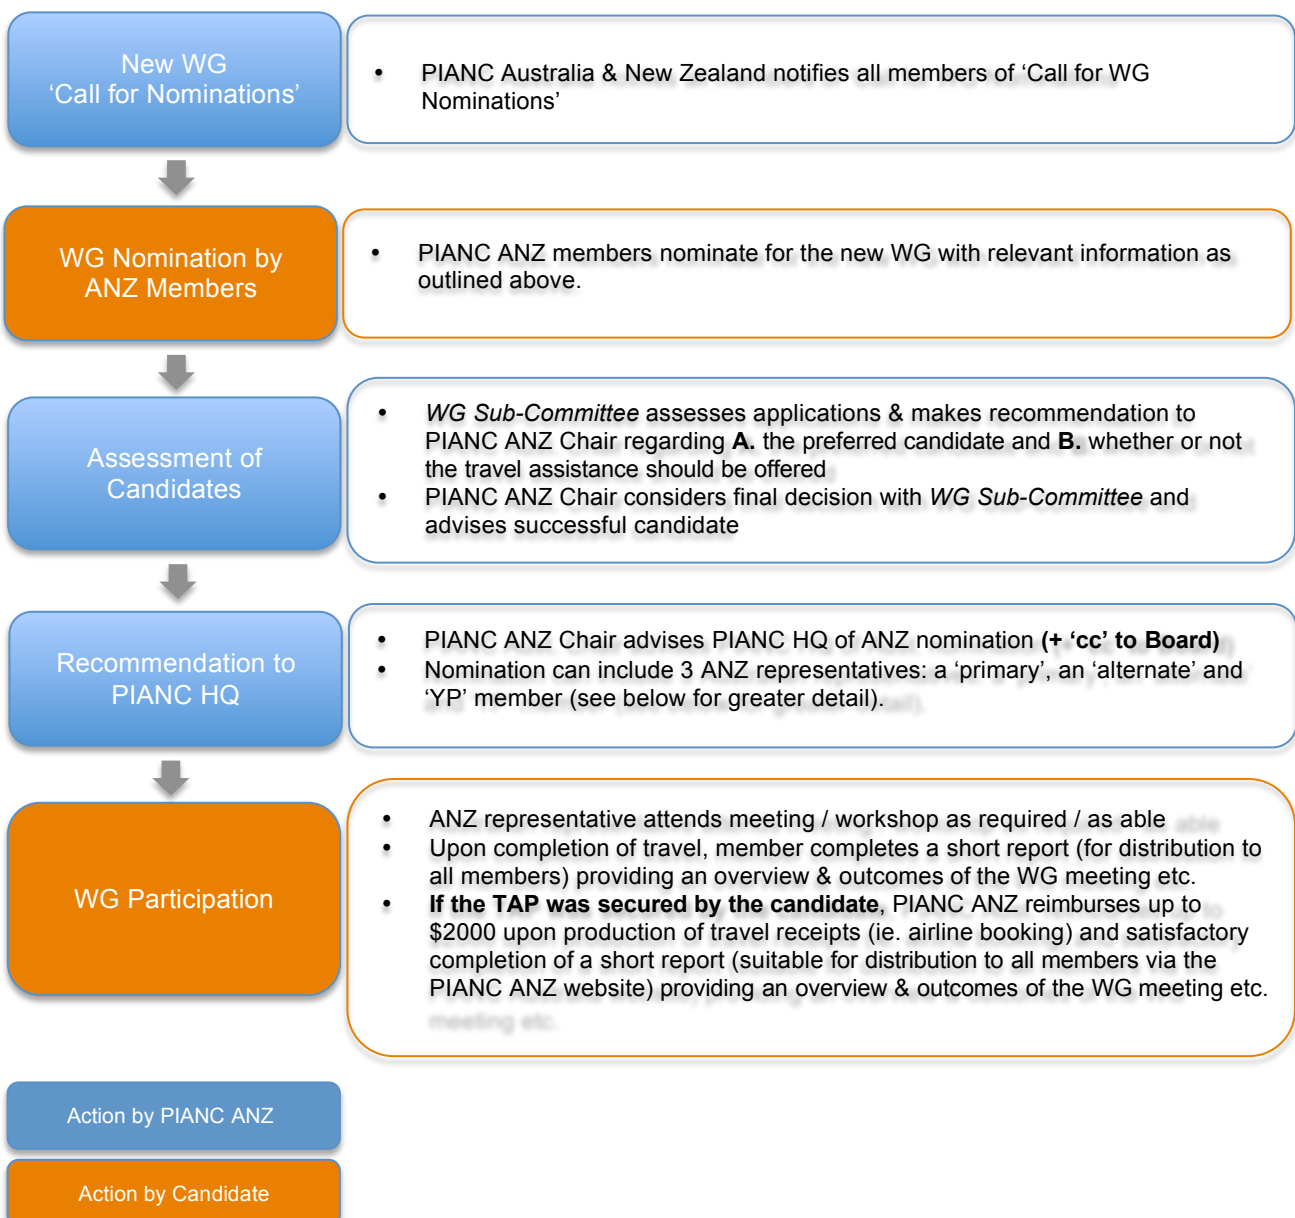 New WG
‘Call for Nominations’
• PIANC Australia & New Zealand notifies all members of ‘Call for WG
Nominations’
WG Nomination by
ANZ Members
• PIANC ANZ members nominate for the new WG with relevant information as
outlined above.
Assessment of
Candidates
• WG Sub-Committee assesses applications & makes recommendation to
PIANC ANZ Chair regarding A. the preferred candidate and B. whether or not
the travel assistance should be offered
• PIANC ANZ Chair considers final decision with WG Sub-Committee and
advises successful candidate
Recommendation to
PIANC HQ
• PIANC ANZ Chair advises PIANC HQ of ANZ nomination (+ ‘cc’ to Board)
• Nomination can include 3 ANZ representatives: a ‘primary’, an ‘alternate’ and
‘YP’ member (see below for greater detail).
WG Participation
• ANZ representative attends meeting / workshop as required / as able
• Upon completion of travel, member completes a short report (for distribution to
all members) providing an overview & outcomes of the WG meeting etc.
• If the TAP was secured by the candidate, PIANC ANZ reimburses up to
$2000 upon production of travel receipts (ie. airline booking) and satisfactory
completion of a short report (suitable for distribution to all members via the
PIANC ANZ website) providing an overview & outcomes of the WG meeting etc.
Action by PIANC ANZ
Action by Candidate